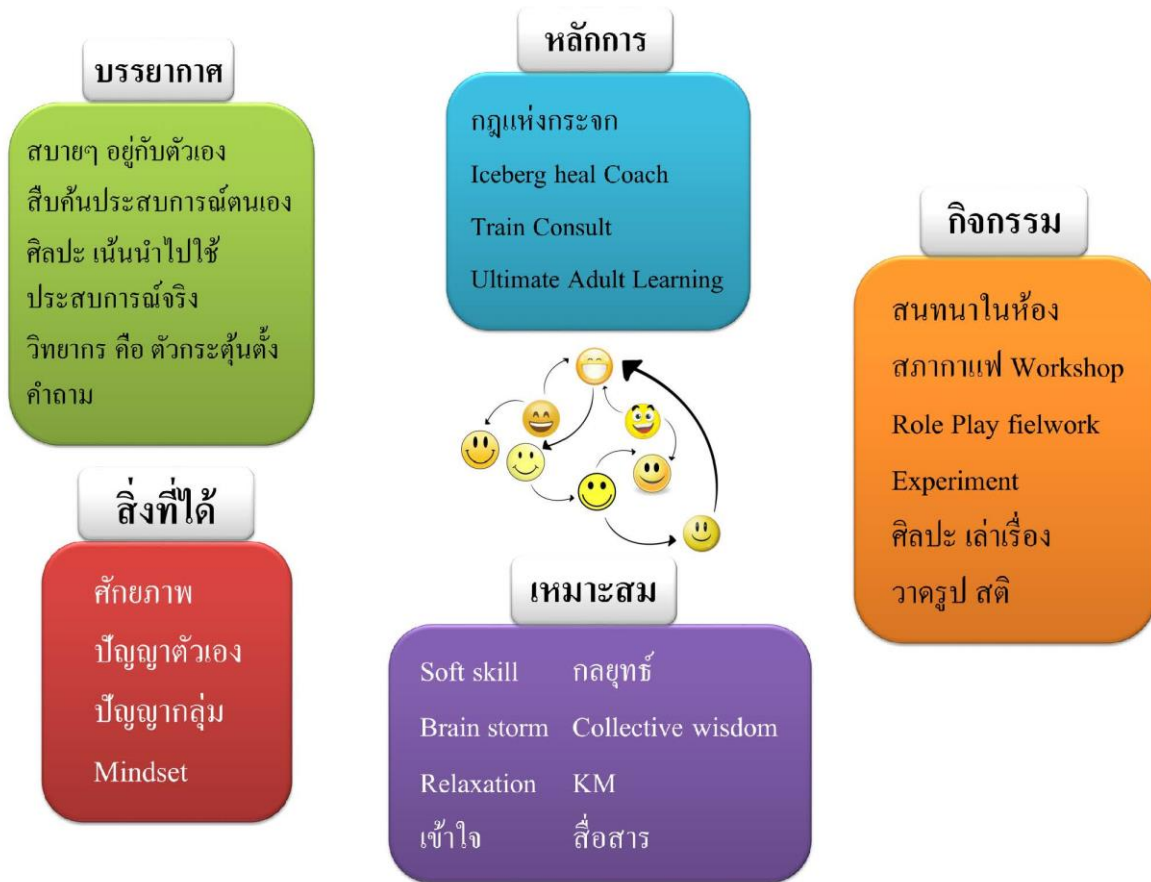 บรรยากาศ
สบายๆ อยู่กับตัวเอง
สืบค้นประสบการณ์ตนเอง
ศิลปะ เน้นนำไปใช้
ประสบการณ์จริง
วิทยากร คือ ตัวกระตุ้นตั้ง
คำถาม
หลักการ
กฎแห่งกระจก
Iceberg heal Coach
Train Consult
Ultimate Adult Learning
กิจกรรม
สนทนาในห้อง
สภากาแฟ Workshop
Role Play fielwork
Experiment
ศิลปะ เล่าเรื่อง
วาดรูป สติ
สิ่งที่ได้
ศักยภาพ
ปัญญาตัวเอง
ปัญญากลุ่ม
Mindset
เหมาะสม
Soft skill กลยุทธ์
Brain storm Collective wisdom
Relaxation KM
เข้าใจ สื่อสาร